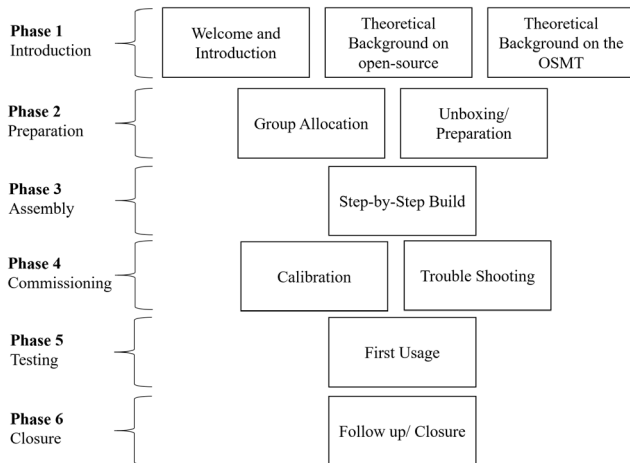 Phase 1
Introduction
Welcome and
Introduction
Theoretical
Background on
open-source
Theoretical
Background on the
OSMT
Phase 2
Preparation
Group Allocation
Unboxing/
Preparation
Phase 3
Assembly
Step-by-Step Build
Phase 4
Commissioning
Calibration
Trouble Shooting
Phase 5
Testing
First Usage
Phase 6
Closure
Follow up/ Closure